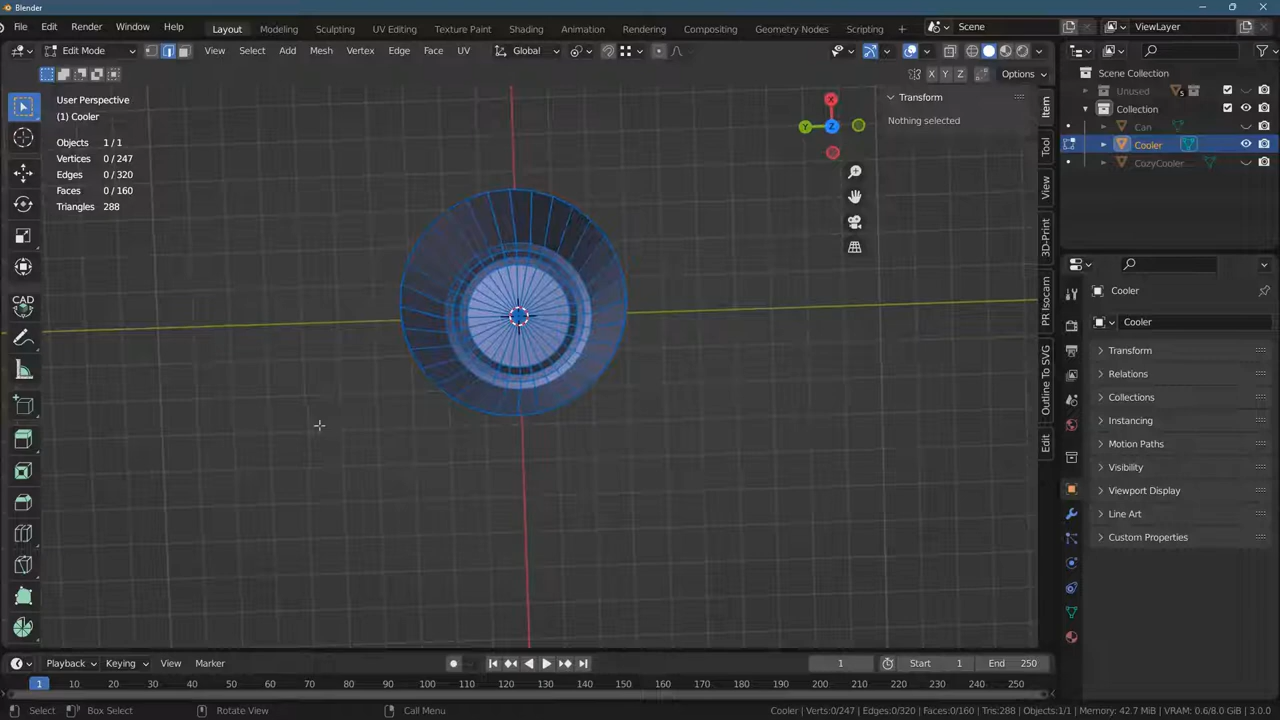 Blender
File Edit Render Window Help Layout Modeling Sculpting UV Editing Texture Paint Shading Animation Rendering Compositing Geometry Nodes Scripting + Scene ViewLayer
Edit Mode View Select Add Mesh Vertex Edge Face UV Global
X Y Z Options
User Perspective
(1) Cooler
Objects 1/1
Vertices 0/247
Edges 0/320
Faces 0/160
Triangles 288
X
Y Z
Transform
Nothing selected
Item
Tool
View
3D-Print
PR Isocam
Outline To SVG
Edit
CAD
Scene Collection
Unused 5
Collection
Can
Cooler
CozyCooler...
Cooler
Cooler
Transform
Relations
Collections
Instancing
Motion Paths
Visibility
Viewport Display
Line Art
Custom Properties
Playback Keying View Marker 1 Start 1 End 250
1 10 20 30 40 50 60 70 80 90 100 110 120 130 140 150 160 170 180 190 200 210 220 230 240 250
Select Box Select Rotate View Call Menu Cooler | Verts:0/247 | Edges:0/320 | Faces:0/160 | Tris:288 | Objects:1/1 | Memory: 42.7 MiB | VRAM: 0.6/8.0 GiB | 3.0.0